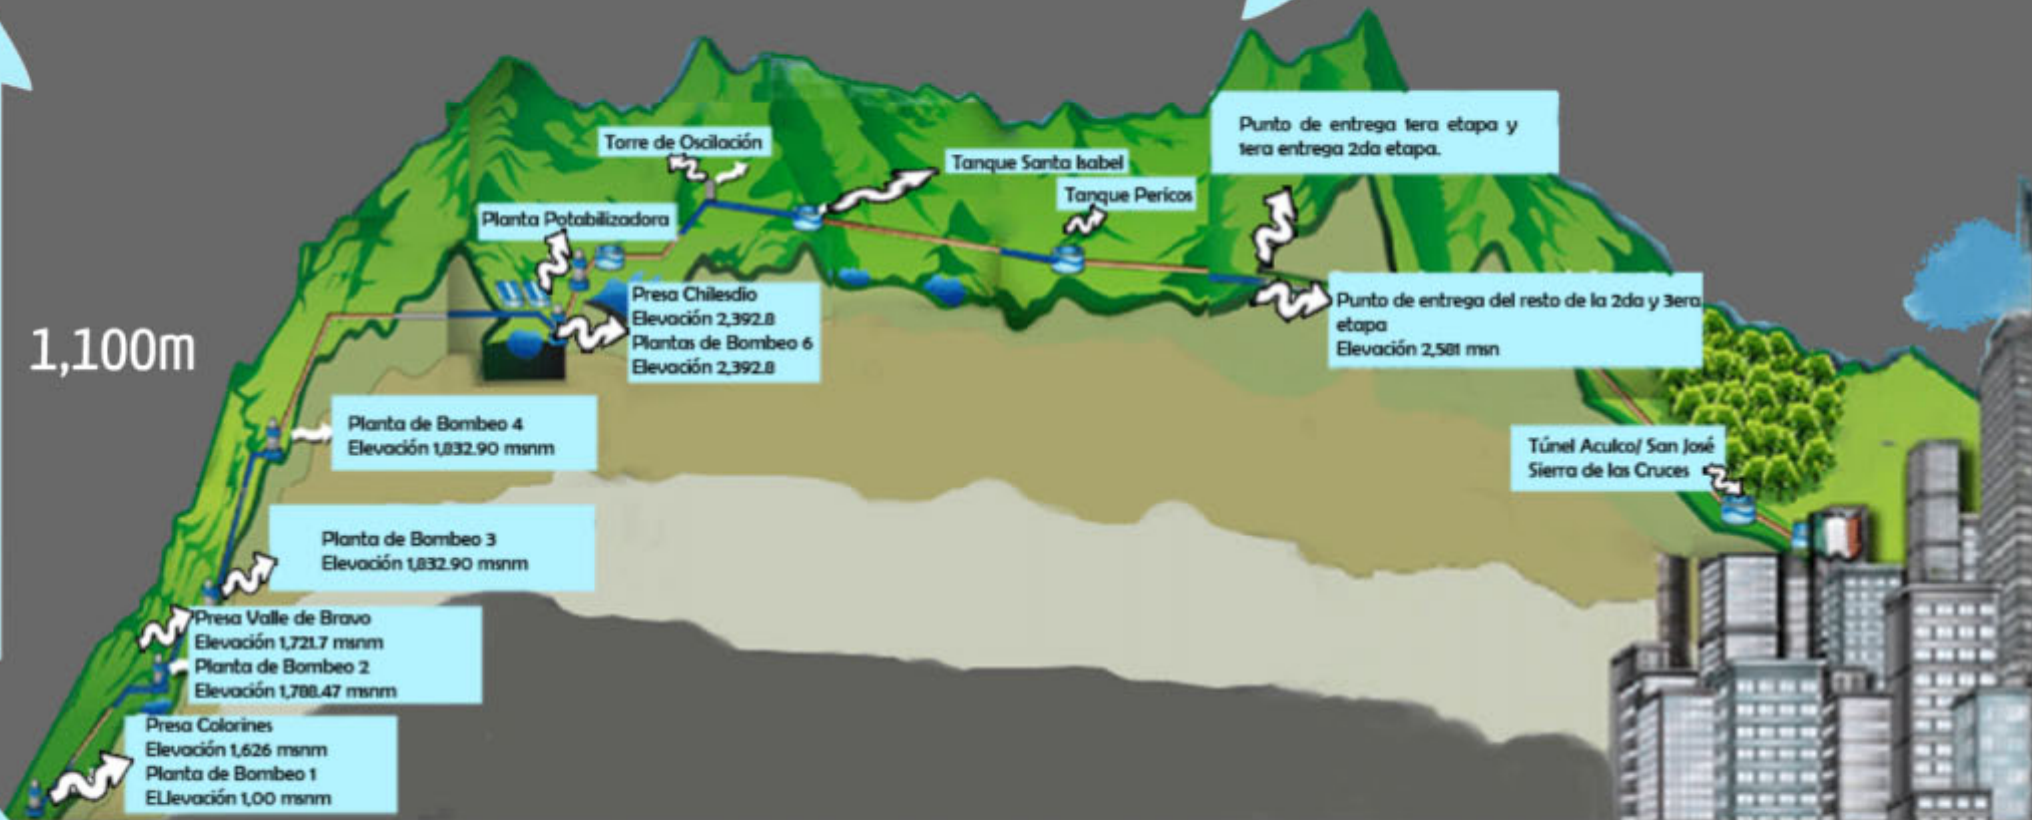 Punto de entrega 1era etapa y
1era entrega 2da etapa.
Torre de Oscilación
Tanque Santa Isabel
Tanque Pericos
Planta Potabilizadora
Presa Chilesdio
Elevación 2,392.8
Plantas de Bombeo 6
Elevación 2,392.8
Punto de entrega del resto de la 2da y 3era
etapa
Elevación 2,581 msn
1,100m
Planta de Bombeo 4
Elevación 1,832.90 msnm
Túnel Aculco/ San José
Sierra de las Cruces
Planta de Bombeo 3
Elevación 1,832.90 msnm
Presa Valle de Bravo
Elevación 1,721.7 msnm
Planta de Bombeo 2
Elevación 1,788.47 msnm
Presa Colorines
Elevación 1,626 msnm
Planta de Bombeo 1
ELlevación 1,00 msnm